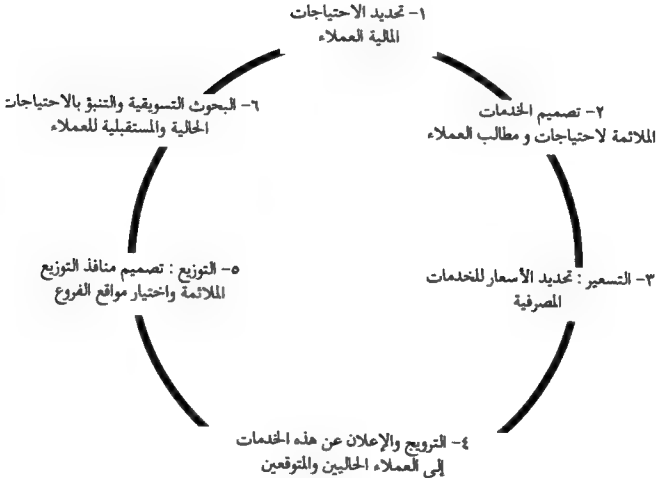 ١- تحديد الاحتياجات
المالية العملاء
٢- تصميم الخدمات
الملائمة لاحتياجات و مطالب العملاء
٣- التسعير : تحديد الأسعار للخدمات
المصرفية
٤- الترويج والإعلان عن هذه الخدمات
إلى العملاء الحاليين والمتوقعين
٥- التوزيع : تصميم منافذ التوزيع
الملائمة واختيار مواقع الفروع
٦- البحوث التسويقية والتنبؤ بالاحتياجات
الحالية والمستقبلية للعملاء